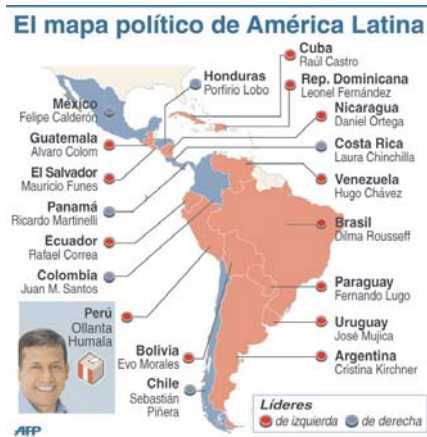 El mapa político de América Latina
Cuba
Raúl Castro
Honduras
Porfirio Lobo
Rep. Dominicana
Leonel Fernández
México
Felipe Calderón
Nicaragua
Daniel Ortega
Guatemala
Alvaro Colom
Costa Rica
Laura Chinchilla
El Salvador
Mauricio Funes
Venezuela
Hugo Chávez
Panamá
Ricardo Martinelli
Brasil
Dilma Rousseff
Ecuador
Rafael Correa
Colombia
Juan M. Santos
Paraguay
Fernando Lugo
Perú
Ollanta
Humala
Uruguay
José Mujica
Bolivia
Evo Morales
Argentina
Cristina Kirchner
Chile
Sebastián
Piñera
Líderes
de izquierda de derecha
AFP